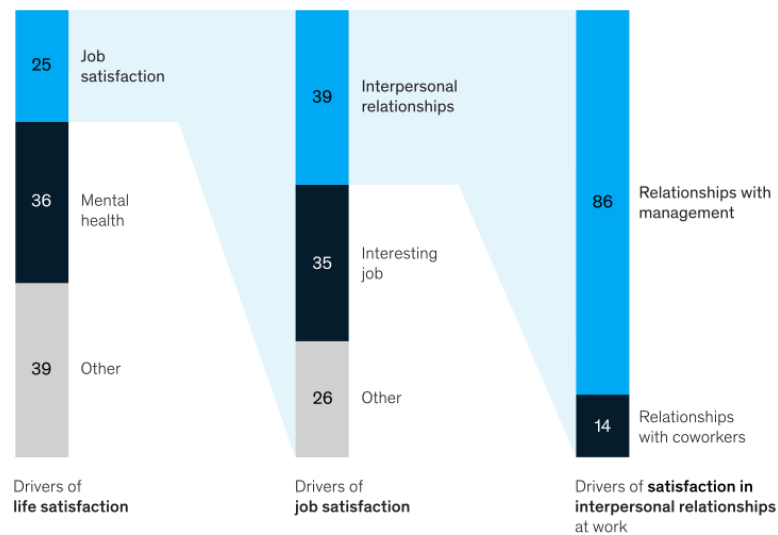 25
Job
satisfaction
36
Mental
health
39
Other
Drivers of
life satisfaction
39
Interpersonal
relationships
35
Interesting
job
26
Other
Drivers of
job satisfaction
86
Relationships with
management
14
Relationships
with coworkers
Drivers of satisfaction in
interpersonal relationships
at work